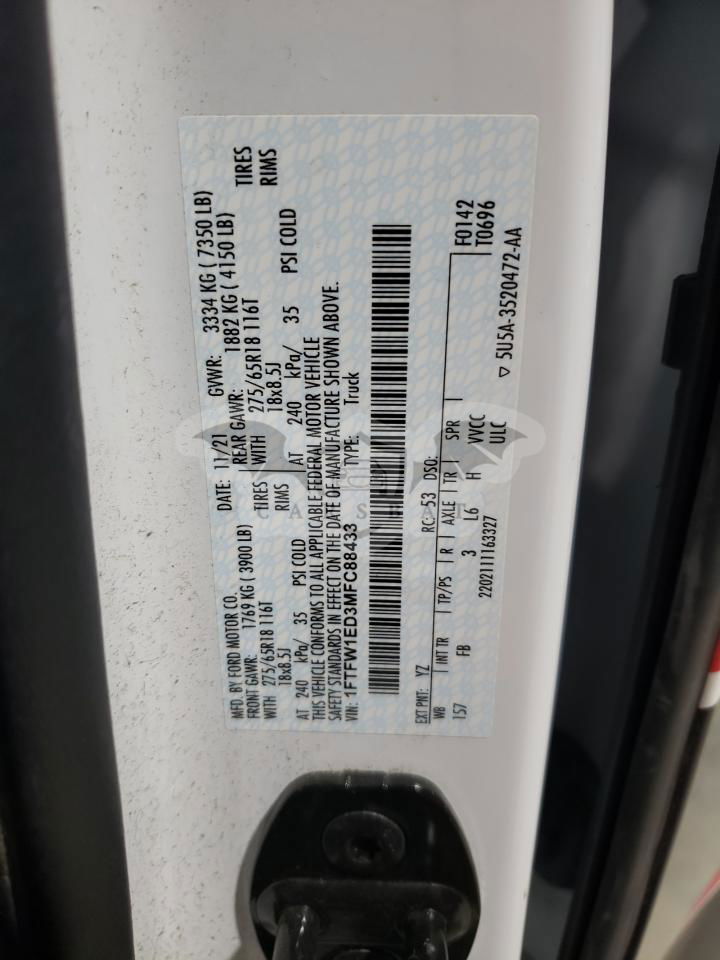 MFD. BY FORD MOTOR CO.
DATE: 11/21 GVWR: 3334 KG ( 7350 LB)
FRONT GAWR: 1769 KG ( 3900 LB) REAR GAWR: 1882 KG ( 4150 LB)
WITH 275/65R18 116T TIRES WITH 275/65R18 116T TIRES
18x8.5J RIMS 18x8.5J RIMS
AT 240 kPa/ 35 PSI COLD AT 240 kPa/ 35 PSI COLD
THIS VEHICLE CONFORMS TO ALL APPLICABLE FEDERAL MOTOR VEHICLE
SAFETY STANDARDS IN EFFECT ON THE DATE OF MANUFACTURE SHOWN ABOVE.
VIN: 1FTFW1ED3MFC88433 TYPE: Truck
EXT PNT: YZ RC: 53 DSO: F0142
WB INT TR TP/PS R AXLE TR SPR T0696
157 FB 3 L6 H VVCC
2202111163327 ULC
▽ 5U5A-3520472-AA
CARSBAT